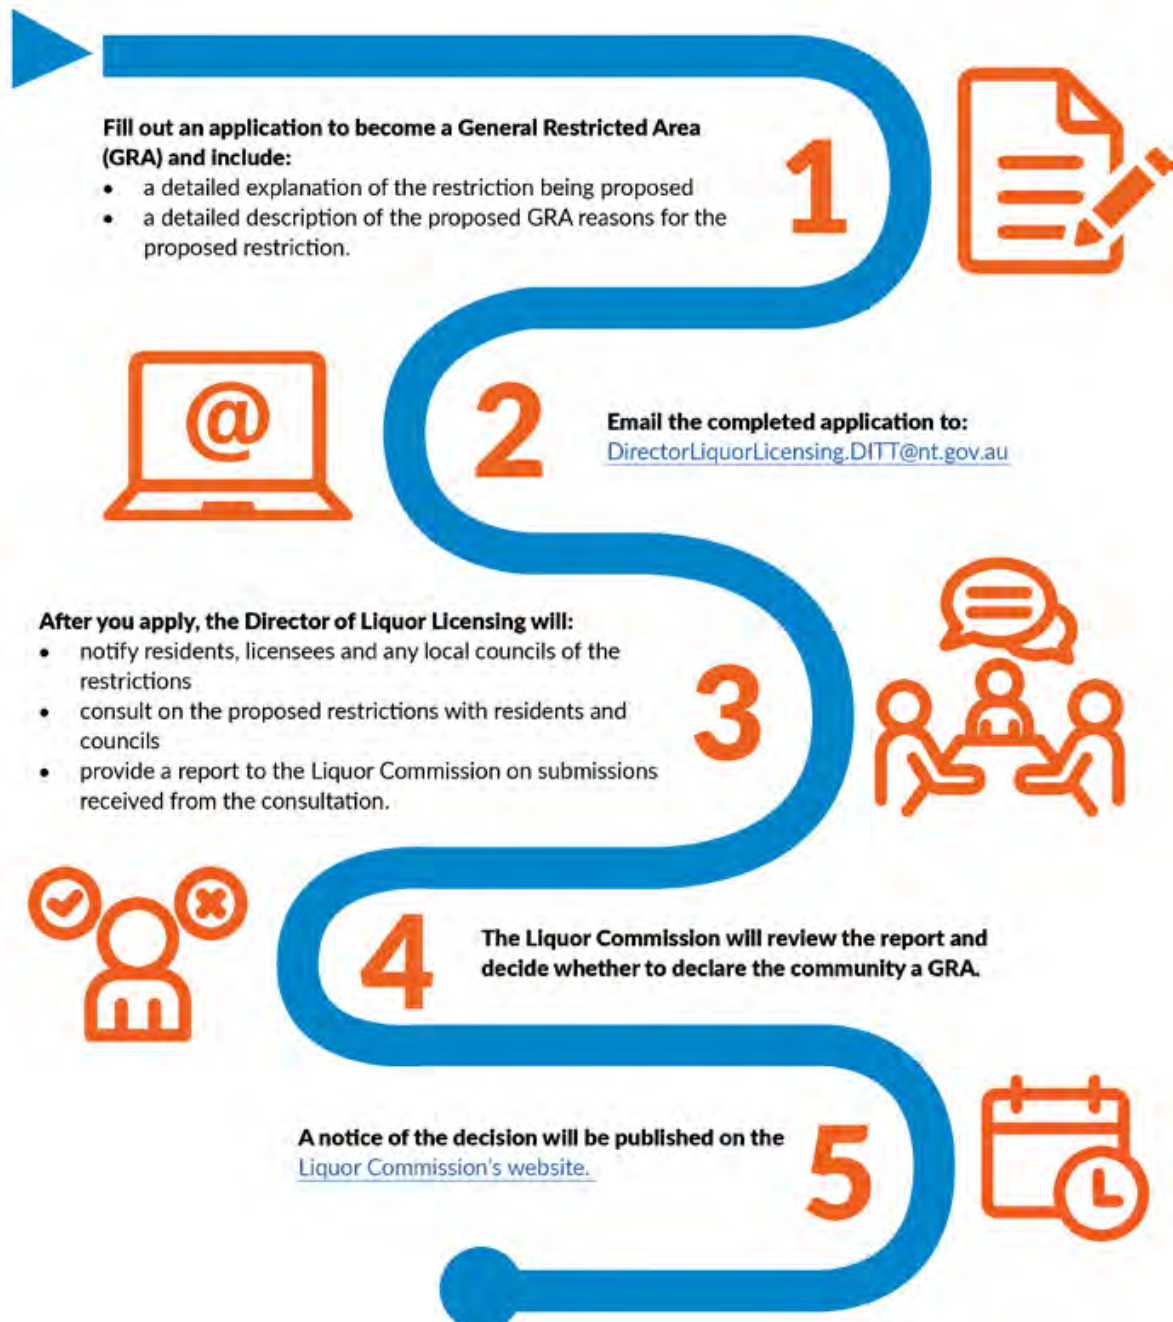 Fill out an application to become a General Restricted Area
(GRA) and include:
• a detailed explanation of the restriction being proposed
• a detailed description of the proposed GRA reasons for the
proposed restriction.
1
@
2
Email the completed application to:
DirectorLiquorLicensing.DITT@nt.gov.au
After you apply, the Director of Liquor Licensing will:
• notify residents, licensees and any local councils of the
restrictions
• consult on the proposed restrictions with residents and
councils
• provide a report to the Liquor Commission on submissions
received from the consultation.
3
4
The Liquor Commission will review the report and
decide whether to declare the community a GRA.
A notice of the decision will be published on the
Liquor Commission's website.
5